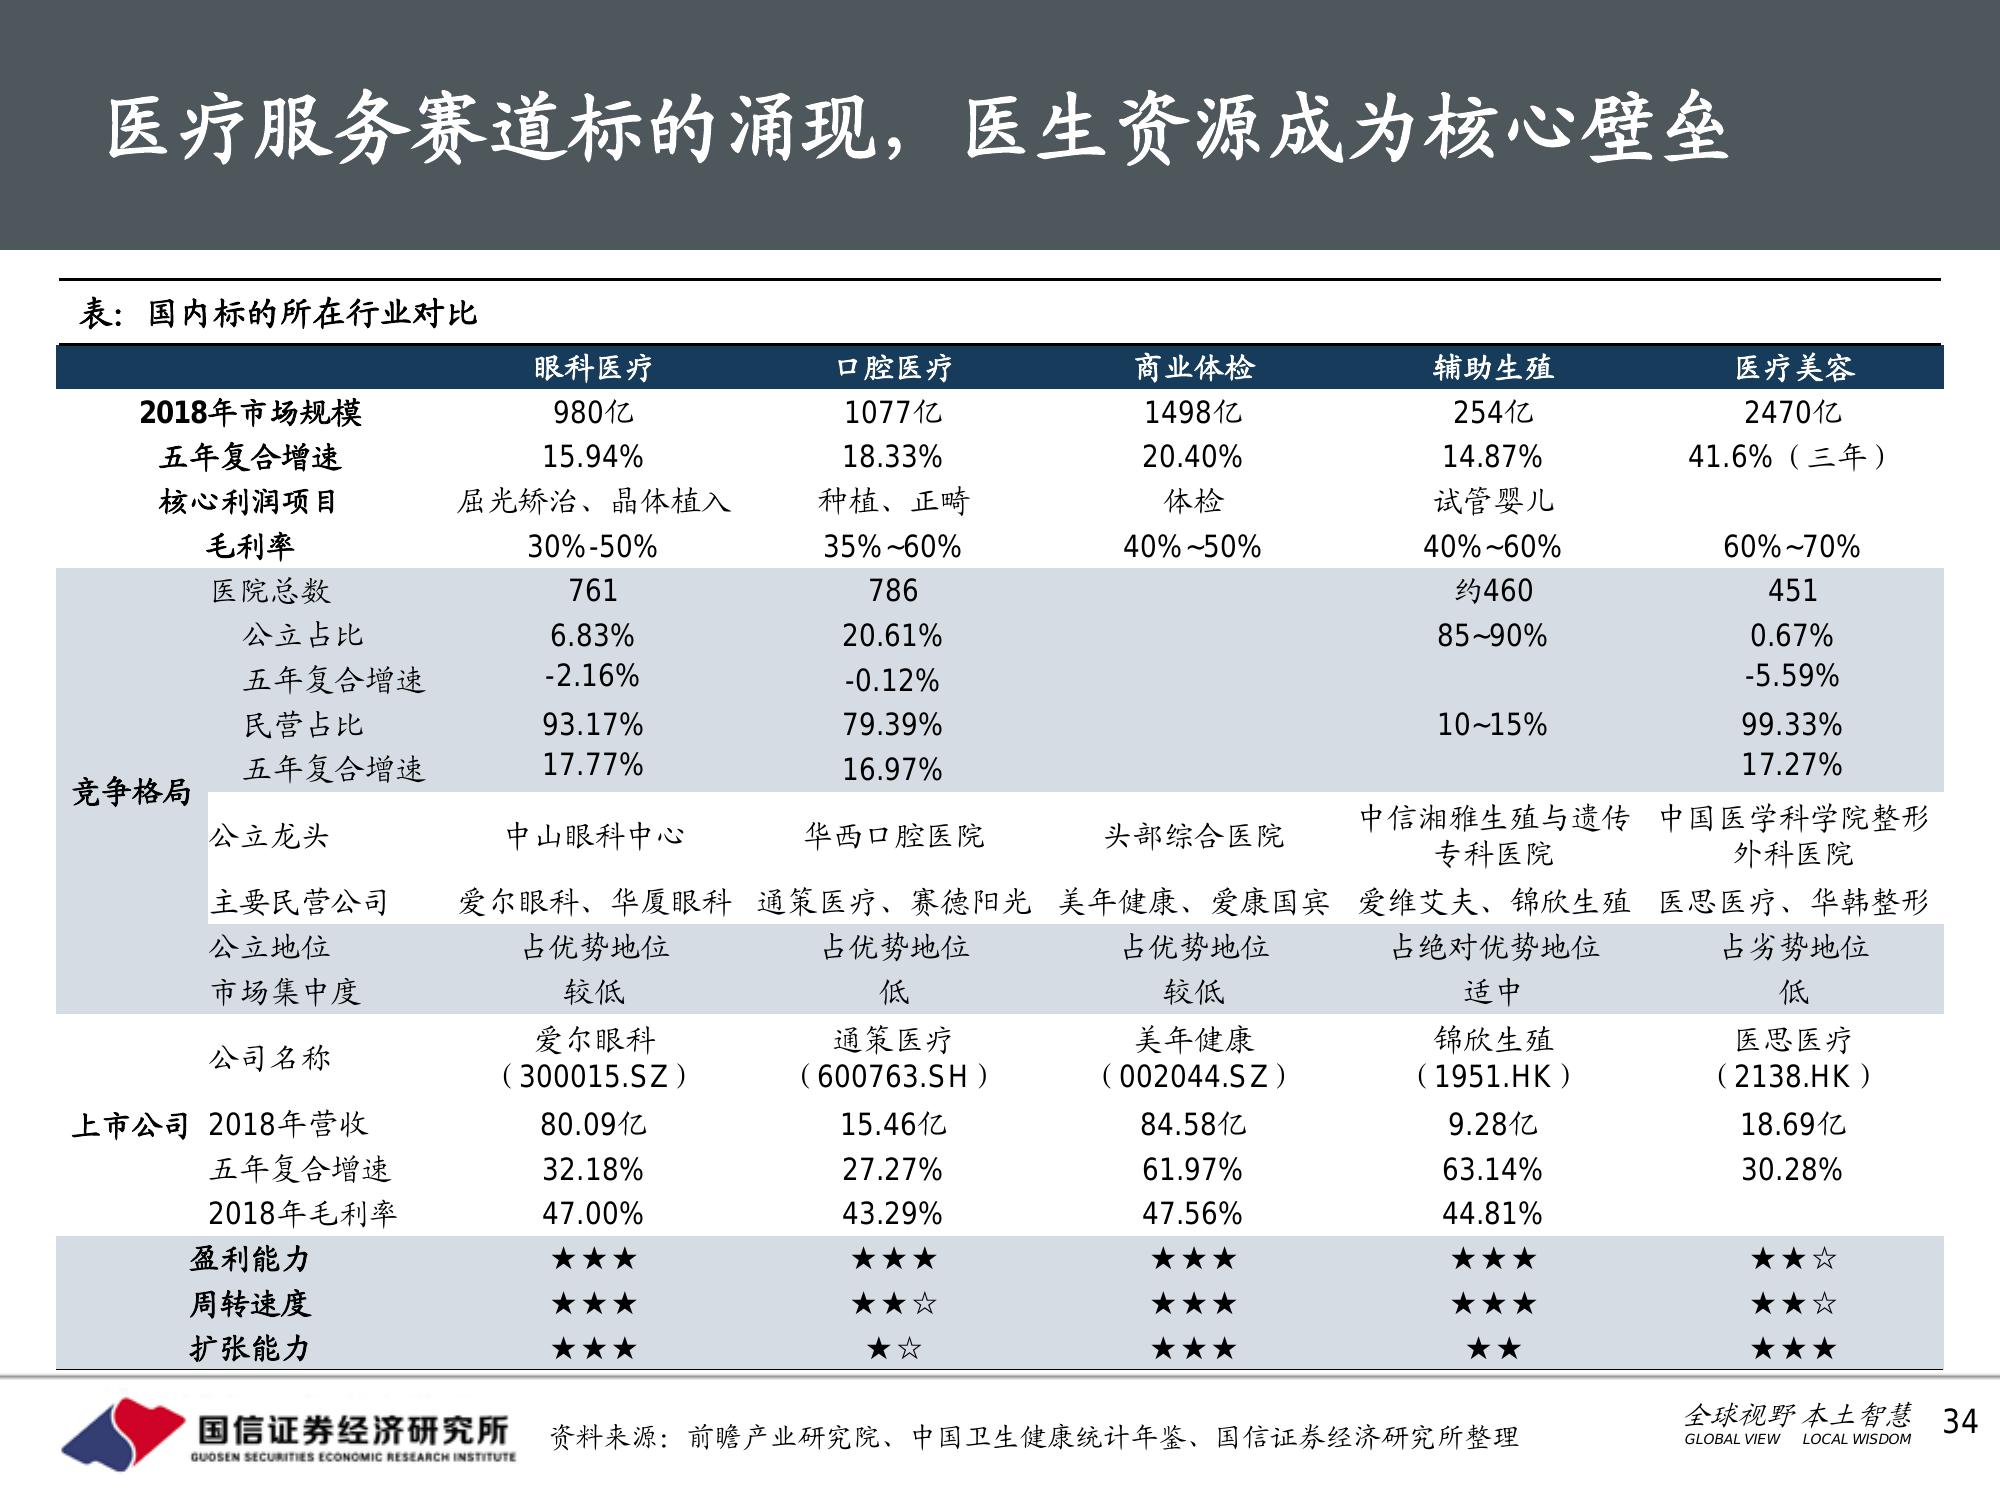 医疗服务赛道标的涌现，医生资源成为核心壁垒
表：国内标的所在行业对比
眼科医疗 口腔医疗 商业体检 辅助生殖 医疗美容
2018年市场规模 980亿 1077亿 1498亿 254亿 2470亿
五年复合增速 15.94% 18.33% 20.40% 14.87% 41.6%（三年）
核心利润项目 屈光矫治、晶体植入 种植、正畸 体检 试管婴儿
毛利率 30%-50% 35%~60% 40%~50% 40%~60% 60%~70%
竞争格局
医院总数 761 786 约460 451
公立占比 6.83% 20.61% 85~90% 0.67%
五年复合增速 -2.16% -0.12% -5.59%
民营占比 93.17% 79.39% 10~15% 99.33%
五年复合增速 17.77% 16.97% 17.27%
公立龙头 中山眼科中心 华西口腔医院 头部综合医院 中信湘雅生殖与遗传 中国医学科学院整形
专科医院 外科医院
主要民营公司 爱尔眼科、华厦眼科 通策医疗、赛德阳光 美年健康、爱康国宾 爱维艾夫、锦欣生殖 医思医疗、华韩整形
公立地位 占优势地位 占优势地位 占优势地位 占绝对优势地位 占劣势地位
市场集中度 较低 低 较低 适中 低
上市公司
公司名称 爱尔眼科 通策医疗 美年健康 锦欣生殖 医思医疗
（300015.SZ） （600763.SH） （002044.SZ） （1951.HK） （2138.HK）
2018年营收 80.09亿 15.46亿 84.58亿 9.28亿 18.69亿
五年复合增速 32.18% 27.27% 61.97% 63.14% 30.28%
2018年毛利率 47.00% 43.29% 47.56% 44.81%
盈利能力 ★★★ ★★★ ★★★ ★★★ ★★☆
周转速度 ★★★ ★★☆ ★★★ ★★★ ★★☆
扩张能力 ★★★ ★☆ ★★★ ★★ ★★★
国信证券经济研究所
GUOSEN SECURITIES ECONOMIC RESEARCH INSTITUTE
资料来源：前瞻产业研究院、中国卫生健康统计年鉴、国信证券经济研究所整理
全球视野 本土智慧
GLOBAL VIEW LOCAL WISDOM
34